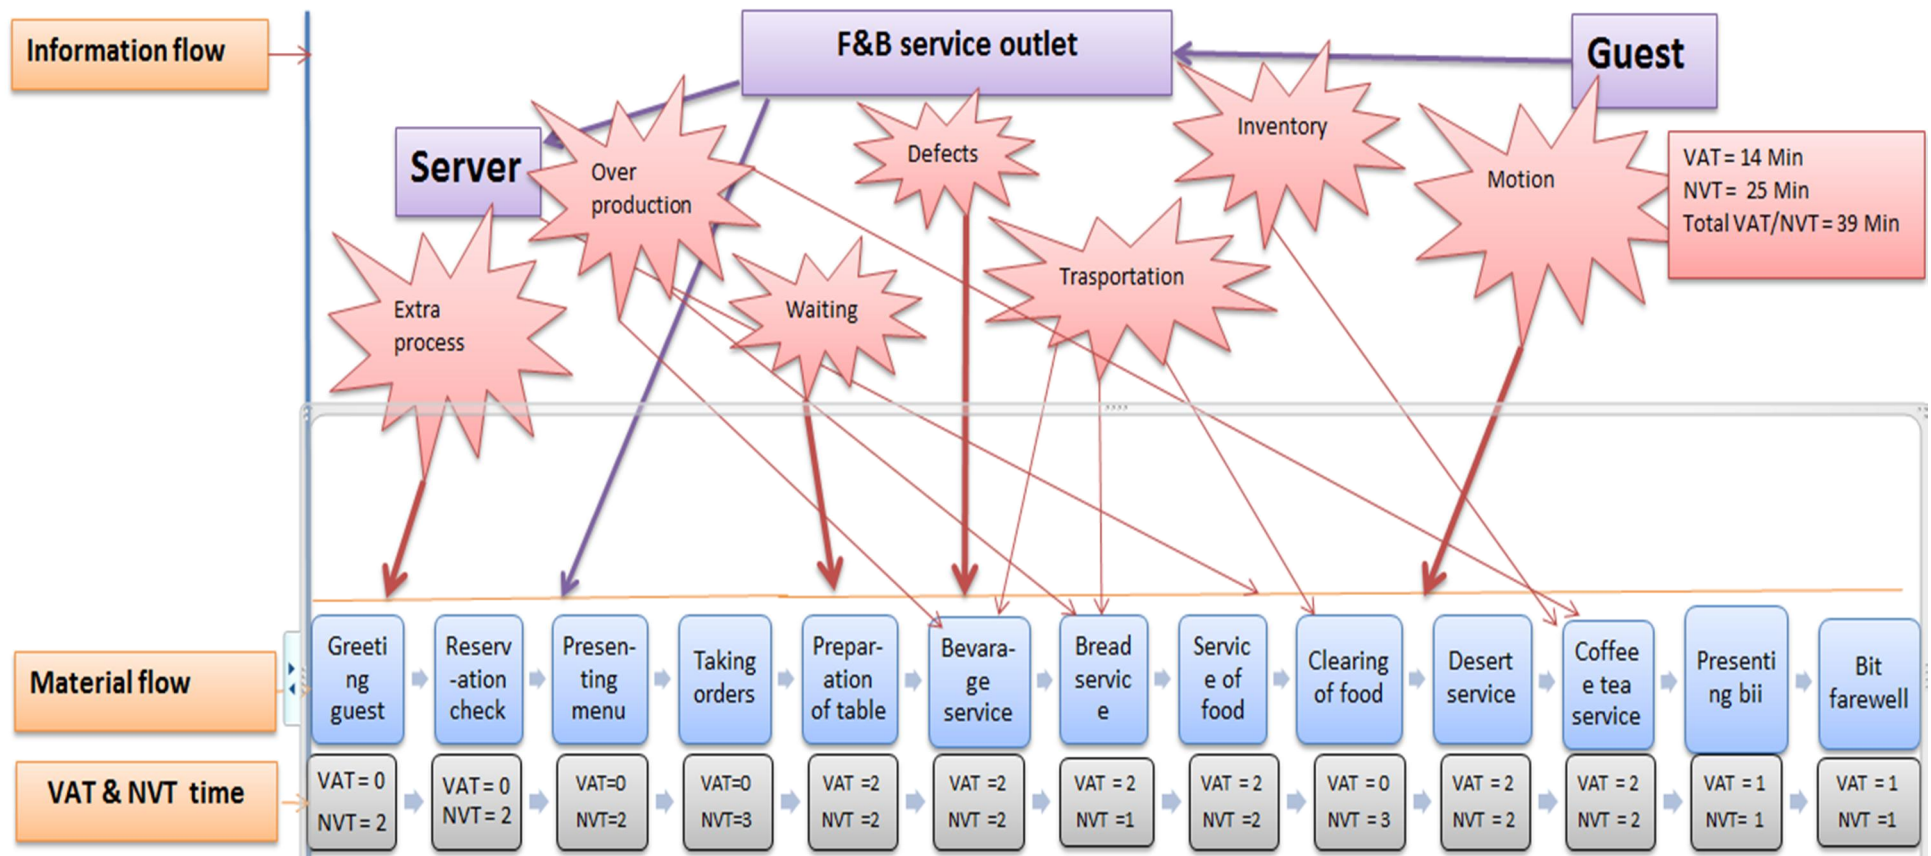 Information flow
F&B service outlet
Guest
Server
Over
production
Defects
Inventory
Motion
VAT = 14 Min
NVT = 25 Min
Total VAT/NVT = 39 Min
Extra
process
Waiting
Trasportation
Material flow
Greeti
ng
guest
Reserv
-ation
check
Presen-
ting
menu
Taking
orders
Prepar-
ation
of table
Bevara-
ge
service
Bread
servic
e
Servic
e of
food
Clearing
of food
Desert
service
Coffee
e tea
service
Presenti
ng bii
Bit
farewell
VAT & NVT time
VAT = 0
NVT = 2
VAT = 0
NVT = 2
VAT=0
NVT=2
VAT=0
NVT=3
VAT =2
NVT =2
VAT =2
NVT =2
VAT = 2
NVT =1
VAT = 2
NVT =2
VAT = 0
NVT = 3
VAT = 2
NVT = 2
VAT = 2
NVT = 2
VAT = 1
NVT= 1
VAT = 1
NVT =1